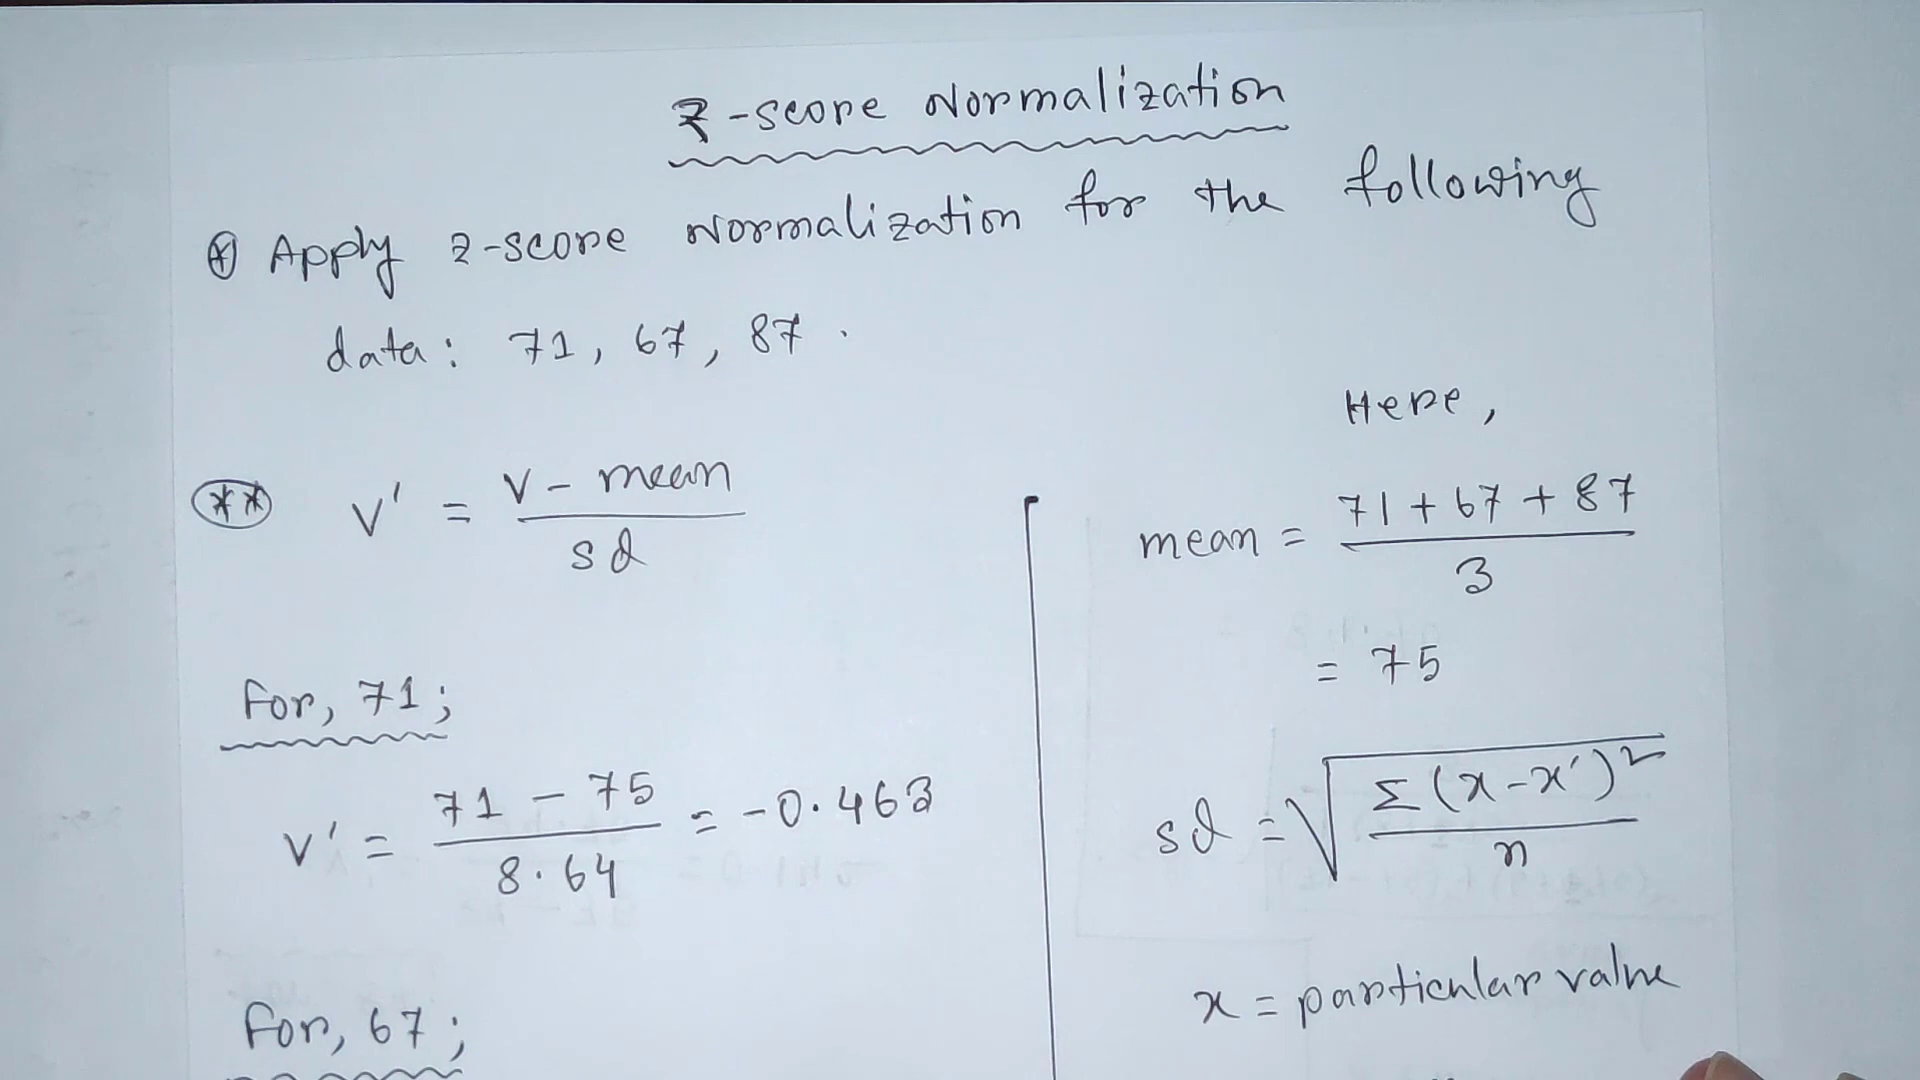 Z-score Normalization
* Apply z-score Normalization for the following
data: 71, 67, 87.
** v' = (v - mean) / sd
For, 71;
v' = (71 - 75) / 8.64 = -0.463
For, 67;
Here,
mean = (71 + 67 + 87) / 3
= 75
sd = √(Σ(x-x')² / n)
x = particular value